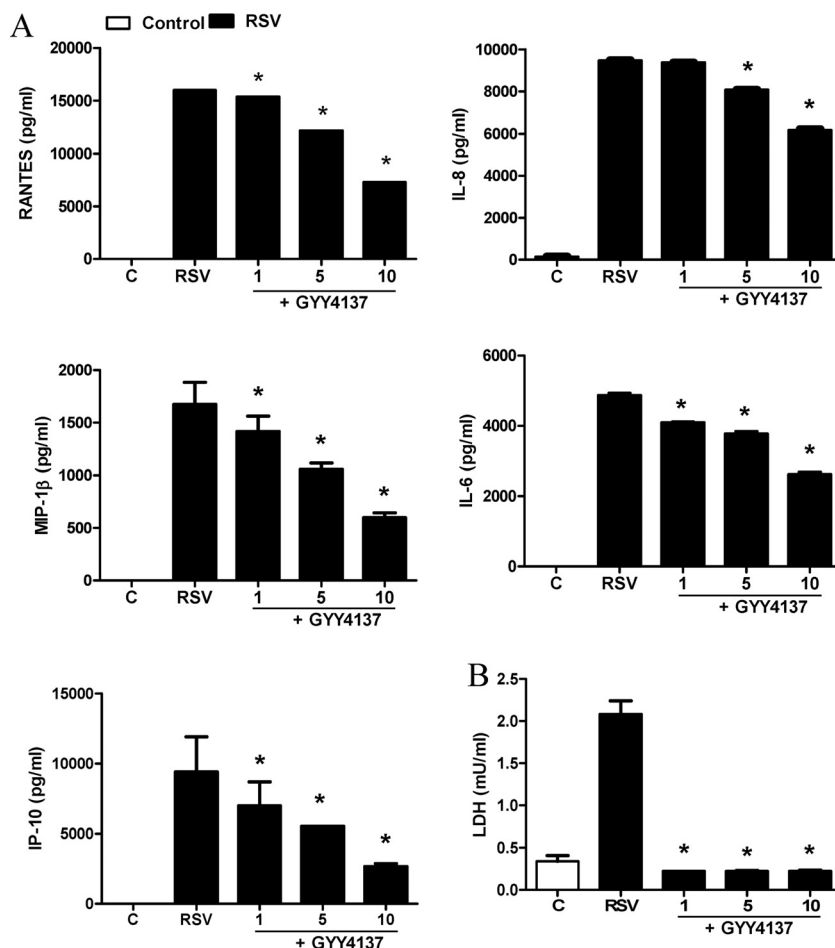 A
Control RSV
RANTES (pg/ml)
20000
15000
10000
5000
0
* * *
C RSV 1 5 10
+ GYY4137
IL-8 (pg/ml)
10000
8000
6000
4000
2000
0
* *
C RSV 1 5 10
+ GYY4137
MIP-1β (pg/ml)
2000
1500
1000
500
0
* * *
C RSV 1 5 10
+ GYY4137
IL-6 (pg/ml)
6000
4000
2000
0
* * *
C RSV 1 5 10
+ GYY4137
IP-10 (pg/ml)
15000
10000
5000
0
* * *
C RSV 1 5 10
+ GYY4137
B
LDH (mU/ml)
2.5
2.0
1.5
1.0
0.5
0.0
* * *
C RSV 1 5 10
+ GYY4137